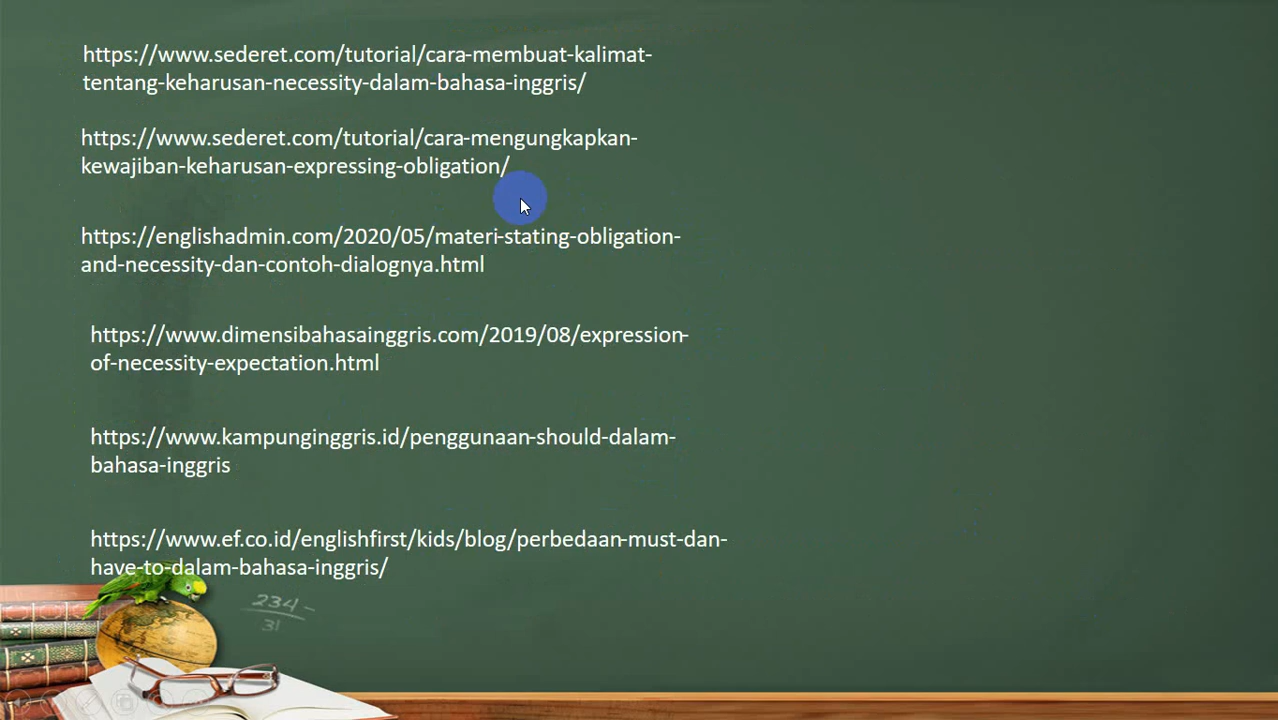 https://www.sederet.com/tutorial/cara-membuat-kalimat-
tentang-keharusan-necessity-dalam-bahasa-inggris/
https://www.sederet.com/tutorial/cara-mengungkapkan-
kewajiban-keharusan-expressing-obligation/
https://englishadmin.com/2020/05/materi-stating-obligation-
and-necessity-dan-contoh-dialognya.html
https://www.dimensibahasainggris.com/2019/08/expression-
of-necessity-expectation.html
https://www.kampunginggris.id/penggunaan-should-dalam-
bahasa-inggris
https://www.ef.co.id/englishfirst/kids/blog/perbedaan-must-dan-
have-to-dalam-bahasa-inggris/
234 -
31